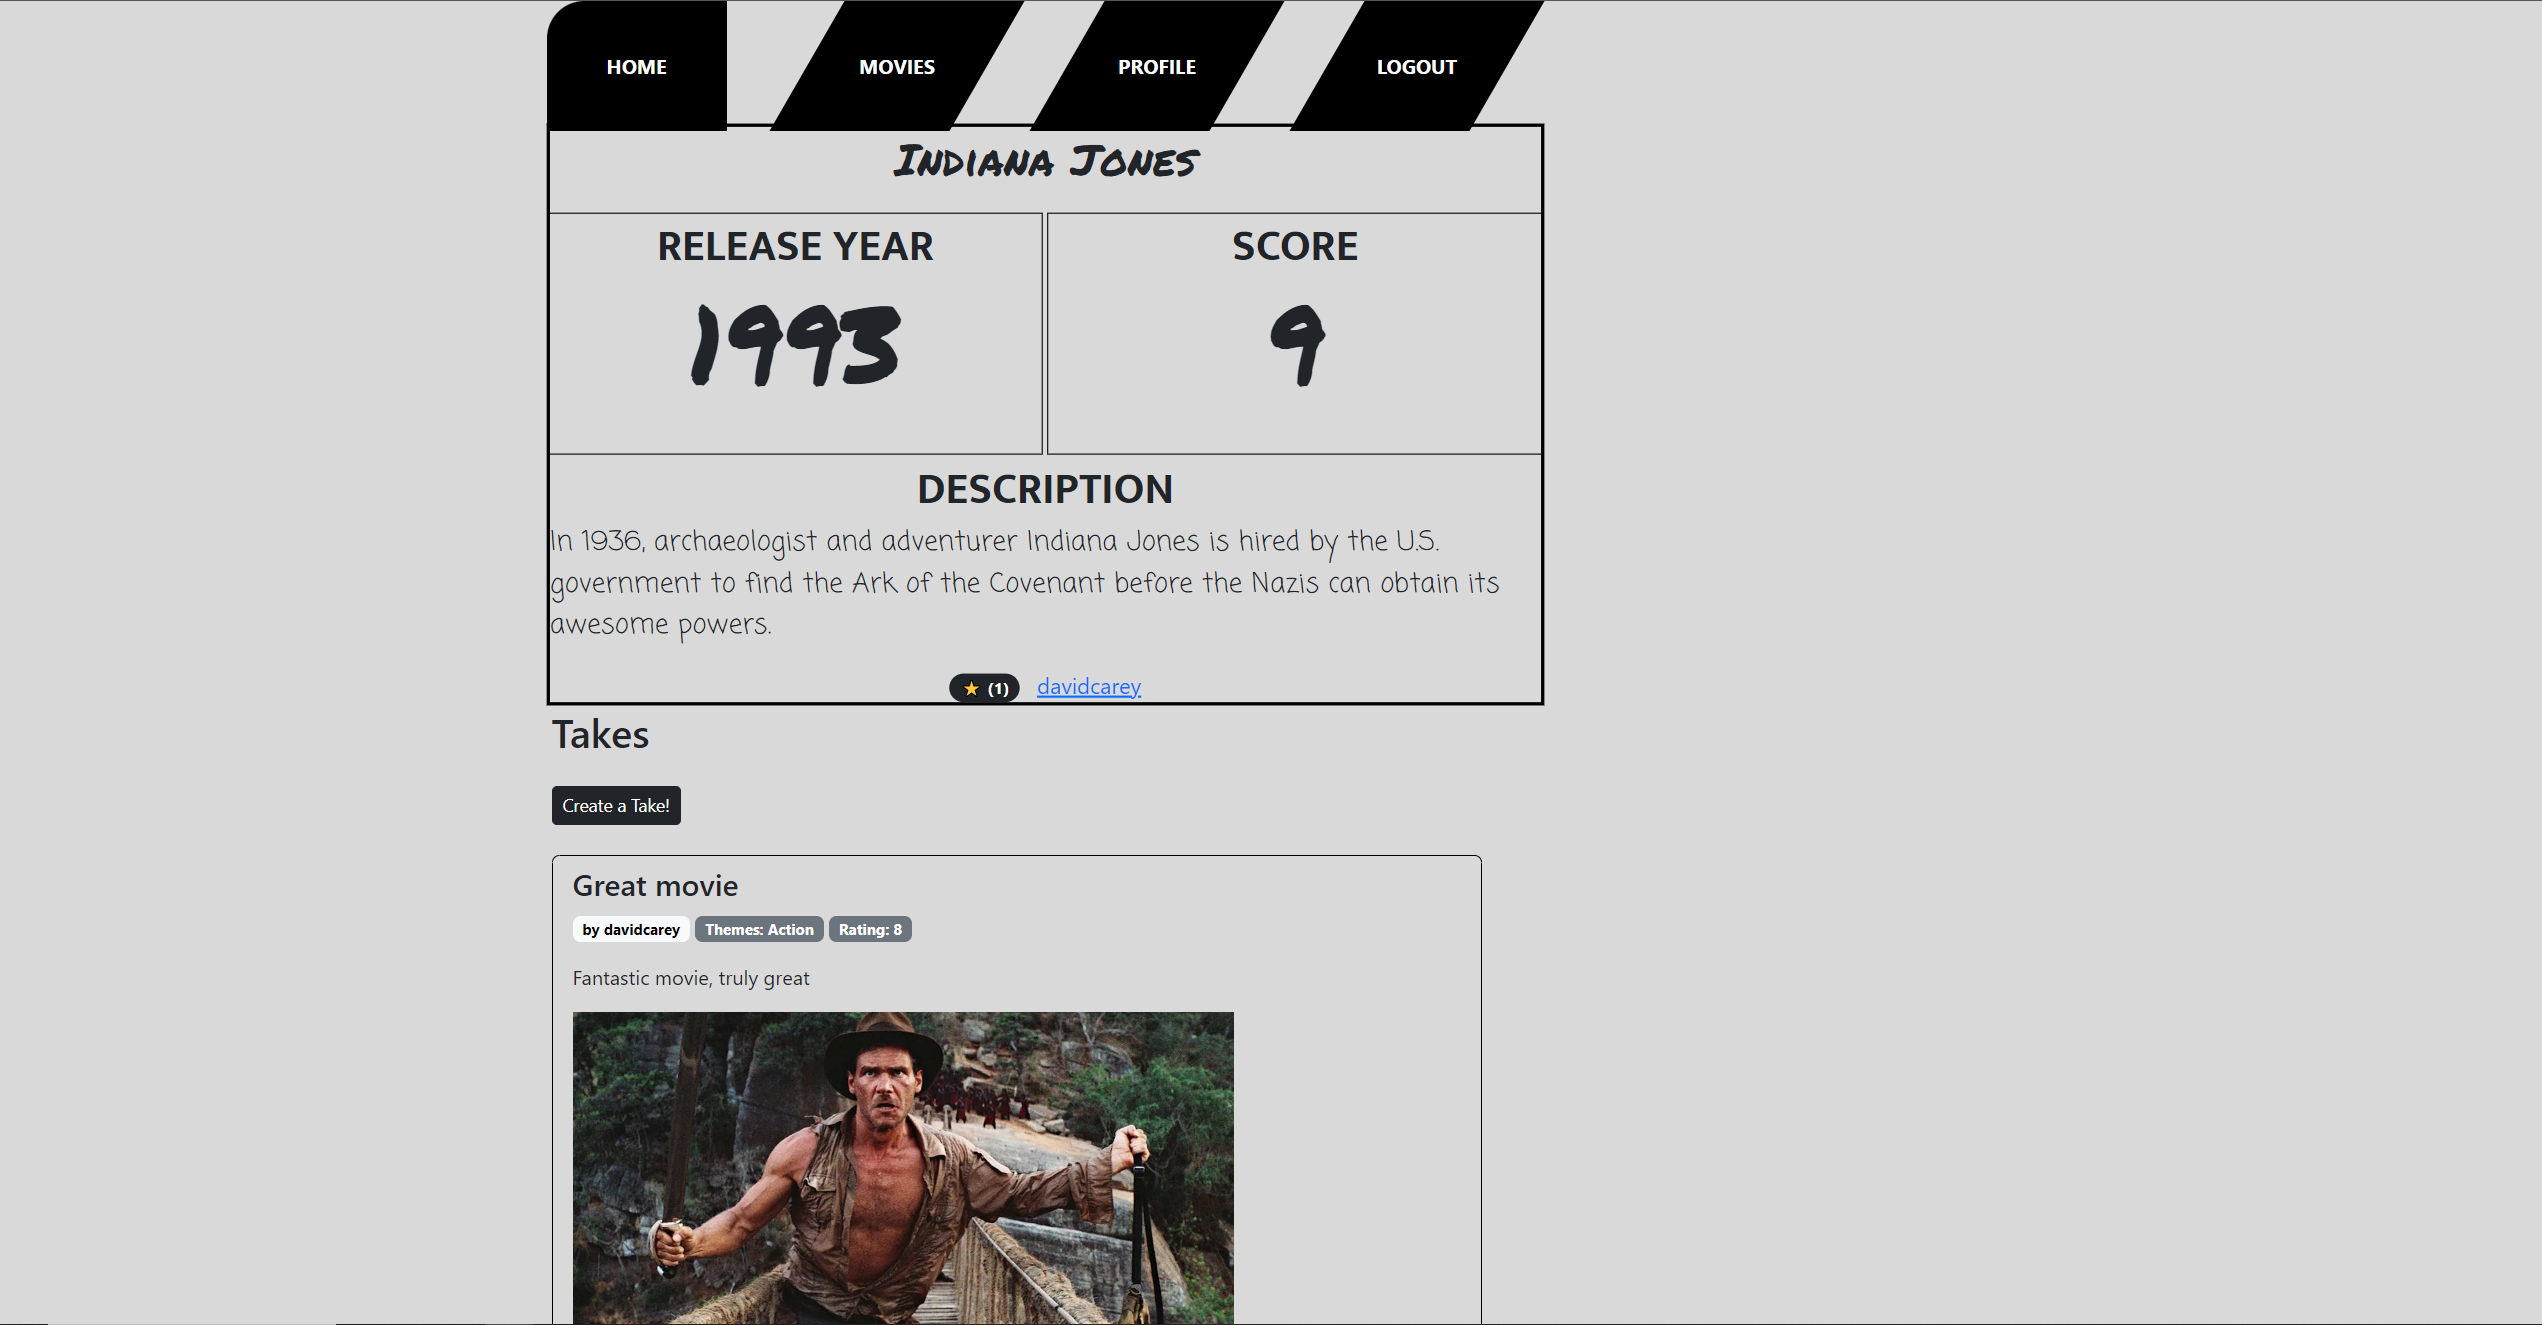 HOME MOVIES PROFILE LOGOUT
Indiana Jones
RELEASE YEAR SCORE
1993 9
DESCRIPTION
In 1936, archaeologist and adventurer Indiana Jones is hired by the U.S.
government to find the Ark of the Covenant before the Nazis can obtain its
awesome powers.
(1) davidcarey
Takes
Create a Take!
Great movie
by davidcarey Themes: Action Rating: 8
Fantastic movie, truly great